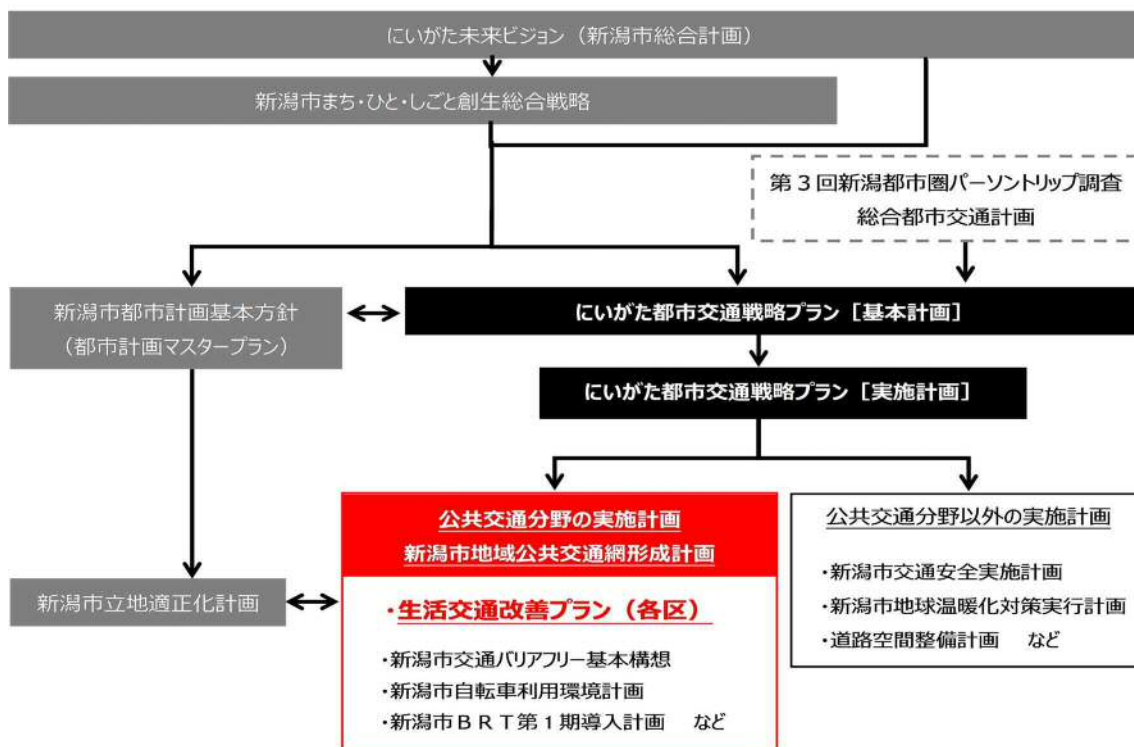 にいがた未来ビジョン（新潟市総合計画）
新潟市まち・ひと・しごと創生総合戦略
第3回新潟都市圏パーソントリップ調査
総合都市交通計画
新潟市都市計画基本方針
（都市計画マスタープラン）
にいがた都市交通戦略プラン［基本計画］
にいがた都市交通戦略プラン［実施計画］
公共交通分野の実施計画
新潟市地域公共交通網形成計画
・生活交通改善プラン（各区）
・新潟市交通バリアフリー基本構想
・新潟市自転車利用環境計画
・新潟市ＢＲＴ第1期導入計画　など
公共交通分野以外の実施計画
・新潟市交通安全実施計画
・新潟市地球温暖化対策実行計画
・道路空間整備計画　など
新潟市立地適正化計画